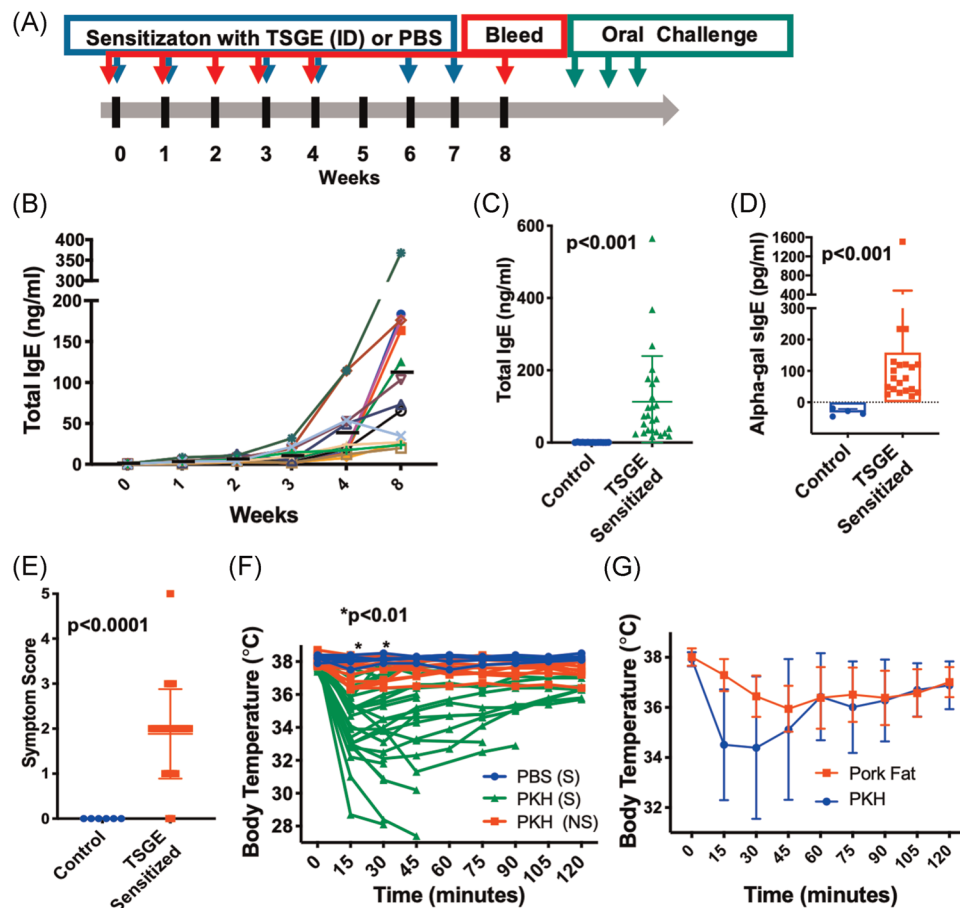 (A)
Sensitizaton with TSGE (ID) or PBS
Bleed
Oral Challenge
0 1 2 3 4 5 6 7 8
Weeks
(B)
Total IgE (ng/ml)
400
350
300
250
200
150
100
50
0
0 1 2 3 4 8
Weeks
(C)
Total IgE (ng/ml)
600
400
200
0
p<0.001
Control
TSGE
Sensitized
(D)
Alpha-gal sIgE (pg/ml)
1600
1400
1200
1000
800
600
400
300
200
100
0
p<0.001
Control
TSGE
Sensitized
(E)
Symptom Score
5
4
3
2
1
0
p<0.0001
Control
TSGE
Sensitized
(F)
Body Temperature (°C)
38
36
34
32
30
28
*p<0.01
* *
PBS (S)
PKH (S)
PKH (NS)
0 15 30 45 60 75 90 105 120
Time (minutes)
(G)
Body Temperature (°C)
38
36
34
32
Pork Fat
PKH
0 15 30 45 60 75 90 105 120
Time (minutes)